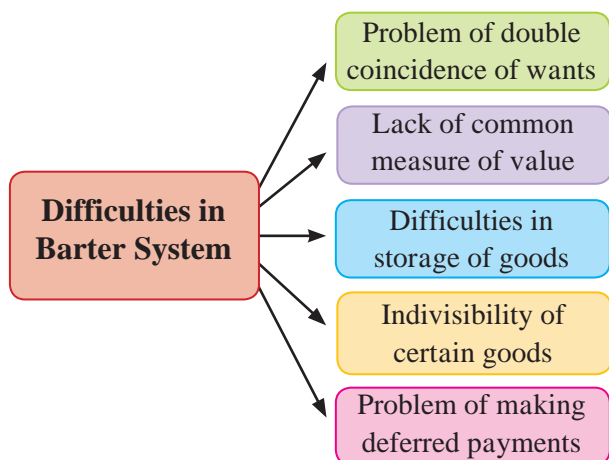 Difficulties in
Barter System
Problem of double
coincidence of wants
Lack of common
measure of value
Difficulties in
storage of goods
Indivisibility of
certain goods
Problem of making
deferred payments